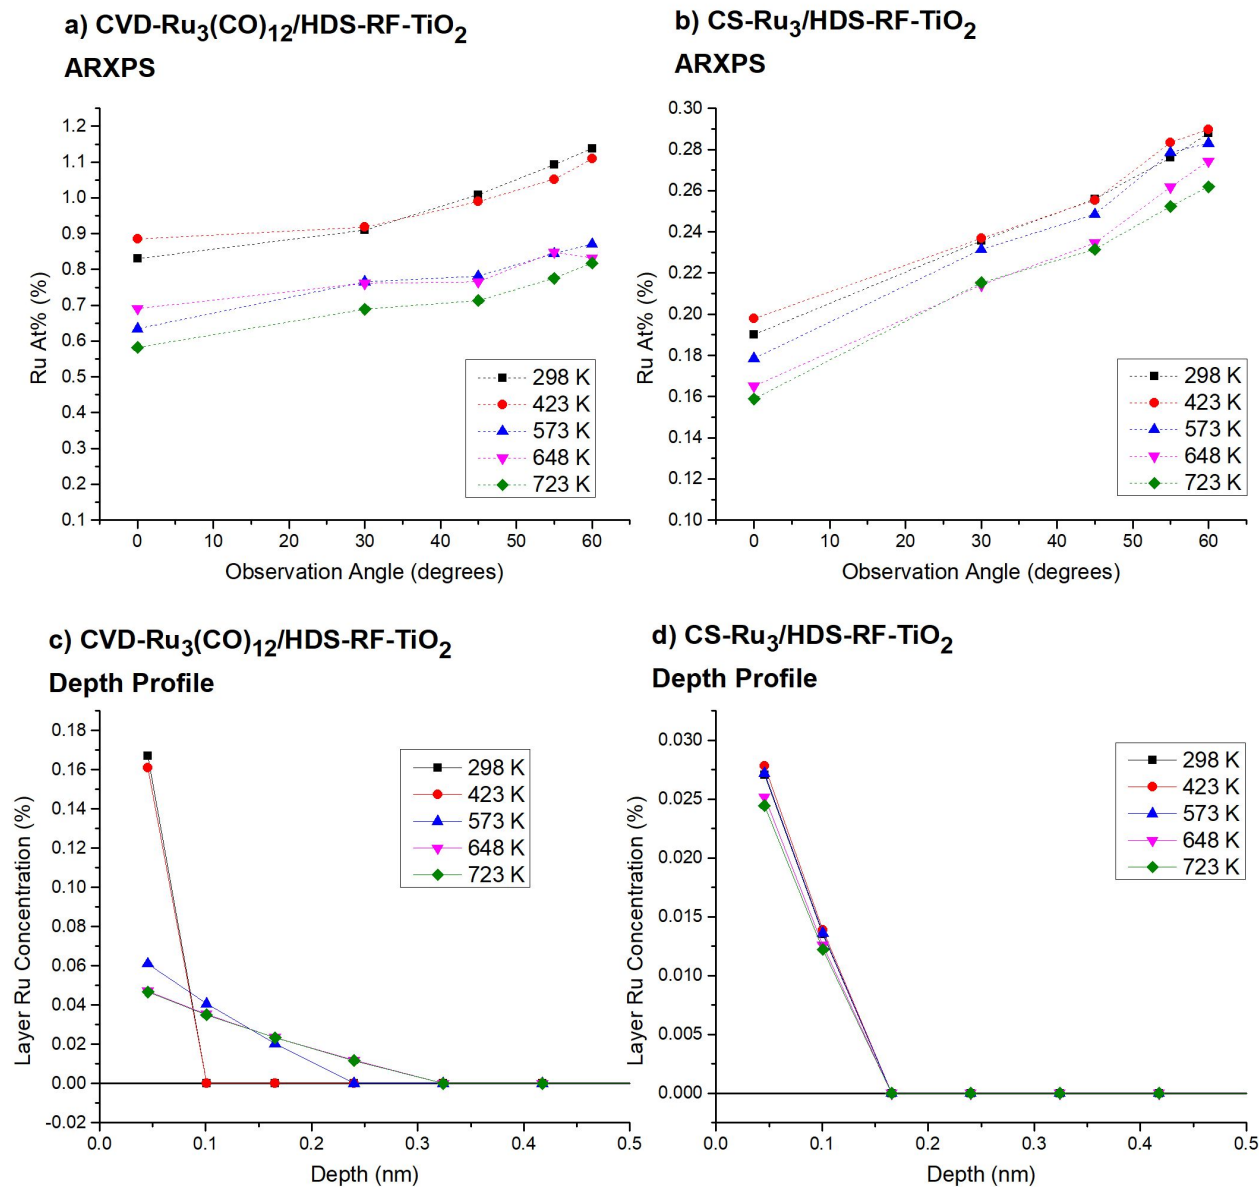 a) CVD-Ru3(CO)12/HDS-RF-TiO2
ARXPS
1.2
1.1
1.0
0.9
0.8
0.7
0.6
0.5
0.4
0.3
0.2
0.1
Ru At% (%)
298 K
423 K
573 K
648 K
723 K
0 10 20 30 40 50 60
Observation Angle (degrees)
b) CS-Ru3/HDS-RF-TiO2
ARXPS
0.30
0.28
0.26
0.24
0.22
0.20
0.18
0.16
0.14
0.12
0.10
Ru At% (%)
298 K
423 K
573 K
648 K
723 K
0 10 20 30 40 50 60
Observation Angle (degrees)
c) CVD-Ru3(CO)12/HDS-RF-TiO2
Depth Profile
0.18
0.16
0.14
0.12
0.10
0.08
0.06
0.04
0.02
0.00
-0.02
Layer Ru Concentration (%)
298 K
423 K
573 K
648 K
723 K
0.0 0.1 0.2 0.3 0.4 0.5
Depth (nm)
d) CS-Ru3/HDS-RF-TiO2
Depth Profile
0.030
0.025
0.020
0.015
0.010
0.005
0.000
Layer Ru Concentration (%)
298 K
423 K
573 K
648 K
723 K
0.0 0.1 0.2 0.3 0.4 0.5
Depth (nm)